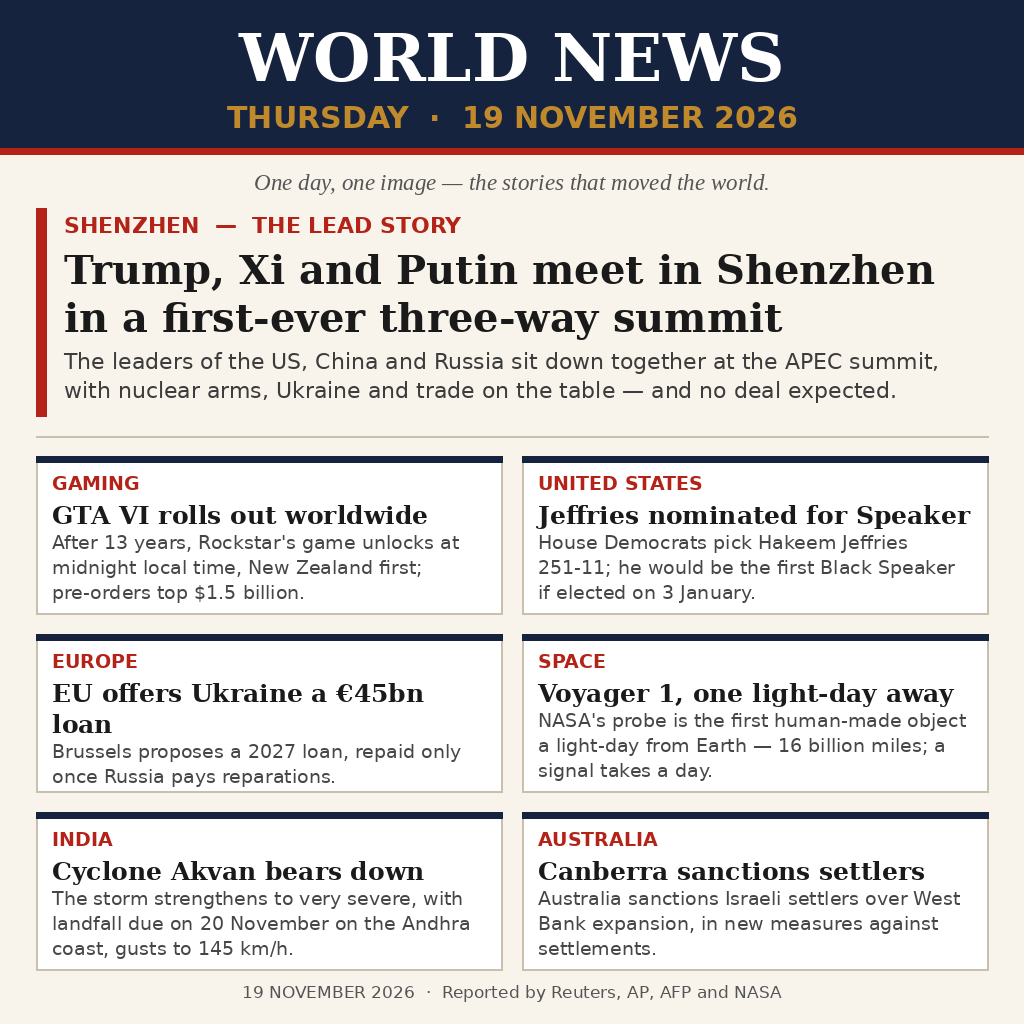 WORLD NEWS
THURSDAY · 19 NOVEMBER 2026
One day, one image — the stories that moved the world.
SHENZHEN — THE LEAD STORY
Trump, Xi and Putin meet in Shenzhen
in a first-ever three-way summit
The leaders of the US, China and Russia sit down together at the APEC summit,
with nuclear arms, Ukraine and trade on the table — and no deal expected.
GAMING
GTA VI rolls out worldwide
After 13 years, Rockstar's game unlocks at
midnight local time, New Zealand first;
pre-orders top $1.5 billion.
UNITED STATES
Jeffries nominated for Speaker
House Democrats pick Hakeem Jeffries
251-11; he would be the first Black Speaker
if elected on 3 January.
EUROPE
EU offers Ukraine a €45bn
loan
Brussels proposes a 2027 loan, repaid only
once Russia pays reparations.
SPACE
Voyager 1, one light-day away
NASA's probe is the first human-made object
a light-day from Earth — 16 billion miles; a
signal takes a day.
INDIA
Cyclone Akvan bears down
The storm strengthens to very severe, with
landfall due on 20 November on the Andhra
coast, gusts to 145 km/h.
AUSTRALIA
Canberra sanctions settlers
Australia sanctions Israeli settlers over West
Bank expansion, in new measures against
settlements.
19 NOVEMBER 2026 · Reported by Reuters, AP, AFP and NASA